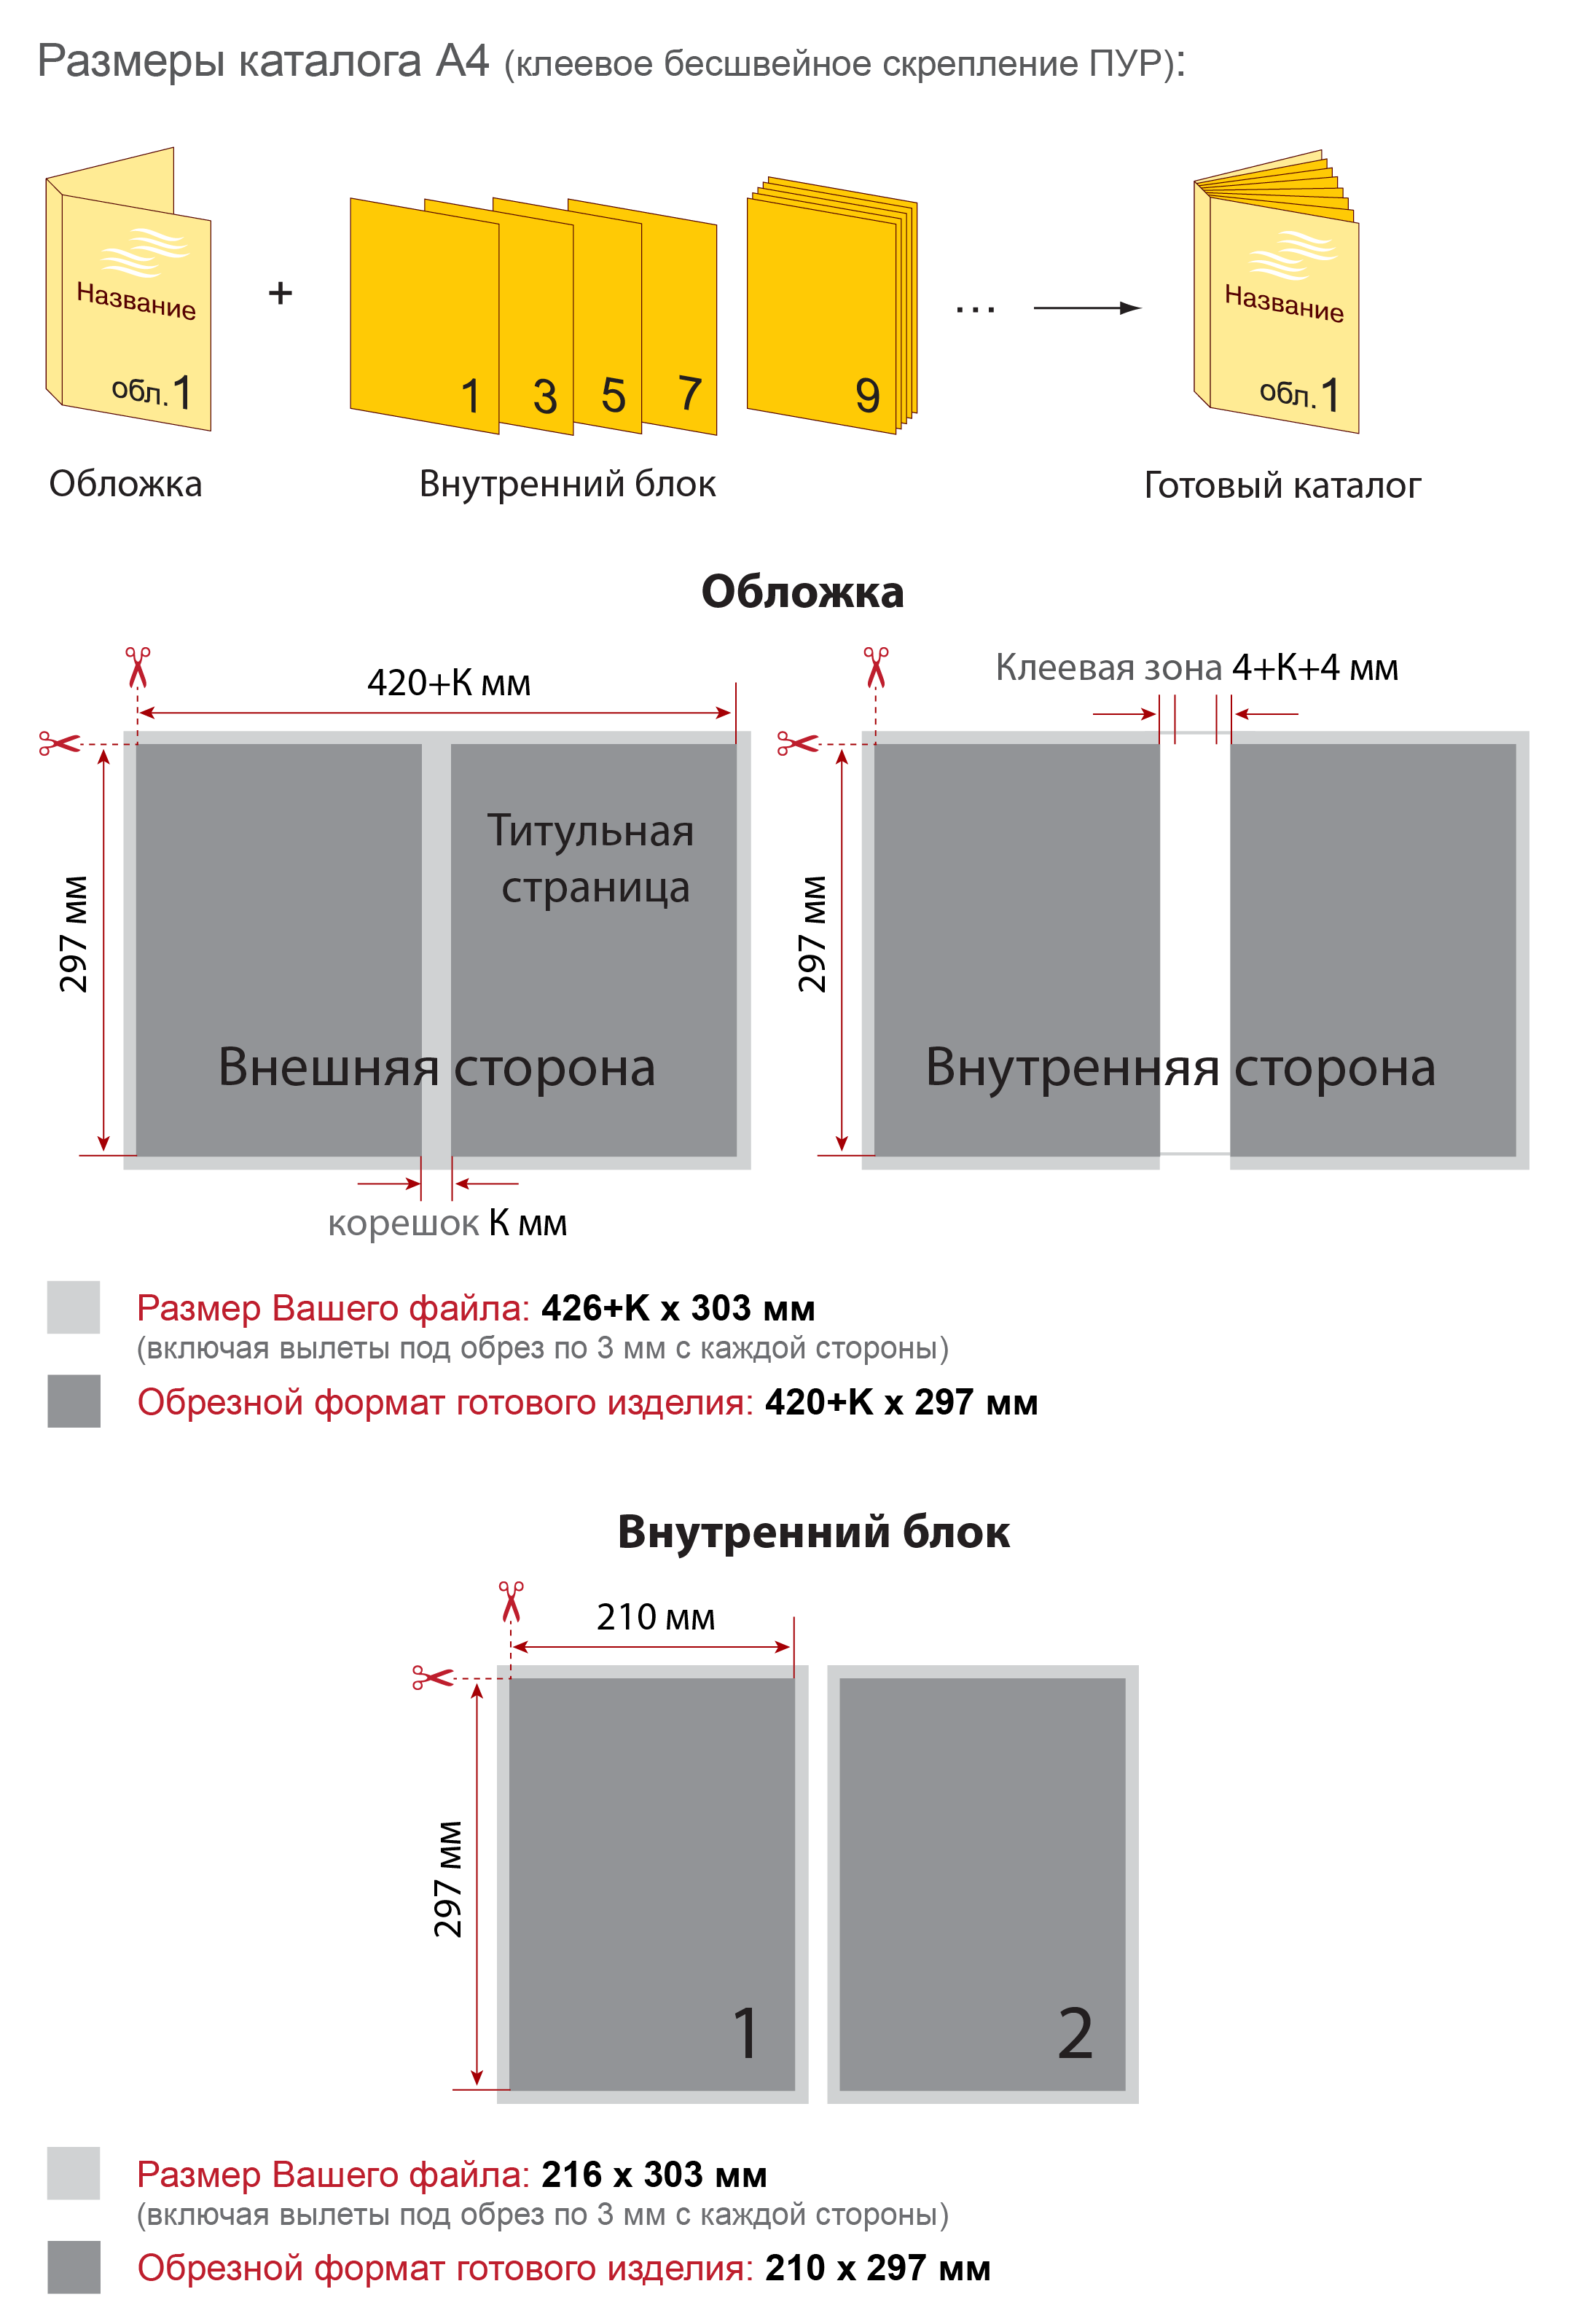 Размеры каталога А4 (клеевое бесшвейное скрепление ПУР):
Название
обл.1
+
1
3
5
7
9
...
Название
обл.1
Обложка
Внутренний блок
Готовый каталог
Обложка
420+К мм
297 мм
Титульная
страница
Внешняя сторона
корешок К мм
Клеевая зона 4+К+4 мм
297 мм
Внутренняя сторона
Размер Вашего файла: 426+К х 303 мм
(включая вылеты под обрез по 3 мм с каждой стороны)
Обрезной формат готового изделия: 420+К х 297 мм
Внутренний блок
210 мм
297 мм
1
2
Размер Вашего файла: 216 х 303 мм
(включая вылеты под обрез по 3 мм с каждой стороны)
Обрезной формат готового изделия: 210 х 297 мм